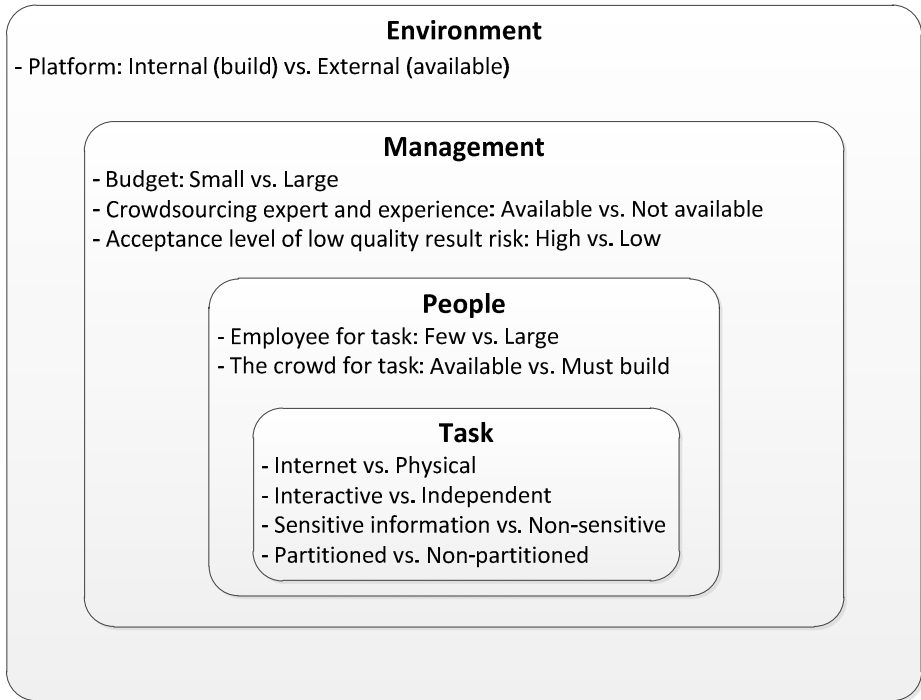 Environment
- Platform: Internal (build) vs. External (available)
Management
- Budget: Small vs. Large
- Crowdsourcing expert and experience: Available vs. Not available
- Acceptance level of low quality result risk: High vs. Low
People
- Employee for task: Few vs. Large
- The crowd for task: Available vs. Must build
Task
- Internet vs. Physical
- Interactive vs. Independent
- Sensitive information vs. Non-sensitive
- Partitioned vs. Non-partitioned